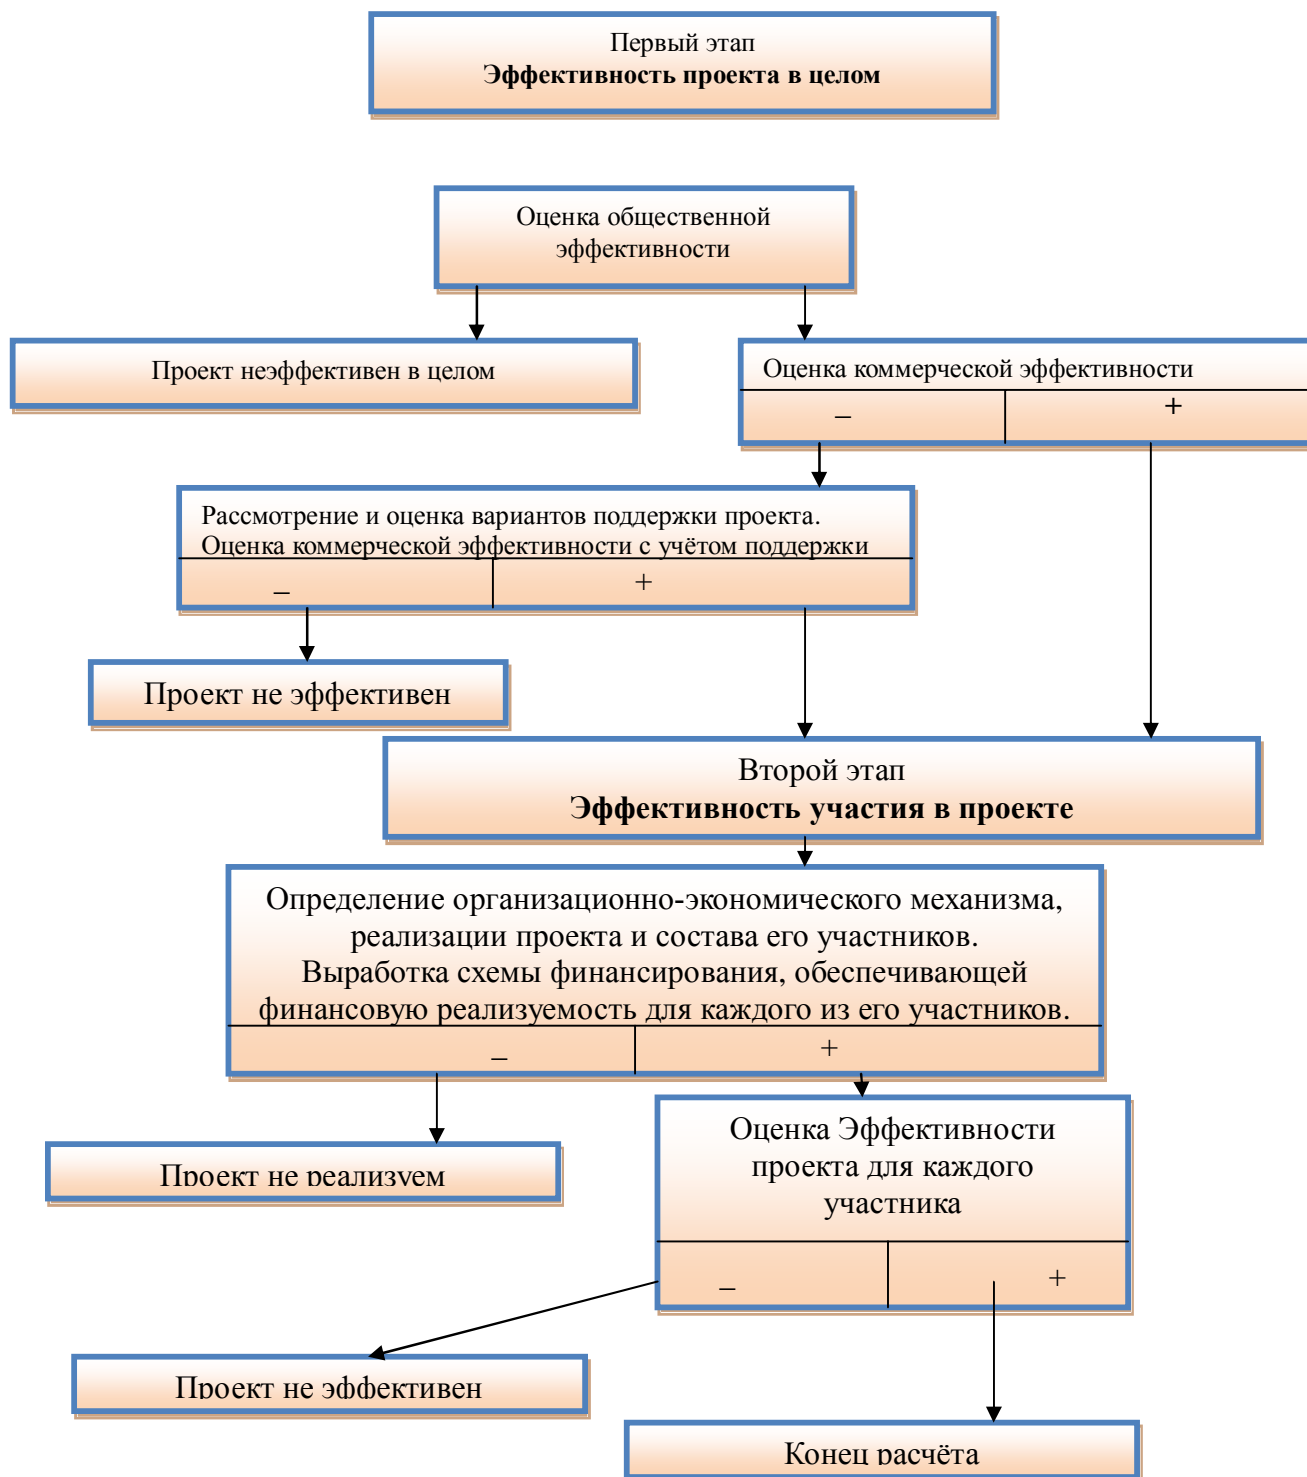 Первый этап
Эффективность проекта в целом
Оценка общественной
эффективности
Проект неэффективен в целом
Оценка коммерческой эффективности
– +
Рассмотрение и оценка вариантов поддержки проекта.
Оценка коммерческой эффективности с учётом поддержки
– +
Проект не эффективен
Второй этап
Эффективность участия в проекте
Определение организационно-экономического механизма,
реализации проекта и состава его участников.
Выработка схемы финансирования, обеспечивающей
финансовую реализуемость для каждого из его участников.
– +
Проект не реализуем
Оценка Эффективности
проекта для каждого
участника
– +
Проект не эффективен
Конец расчёта